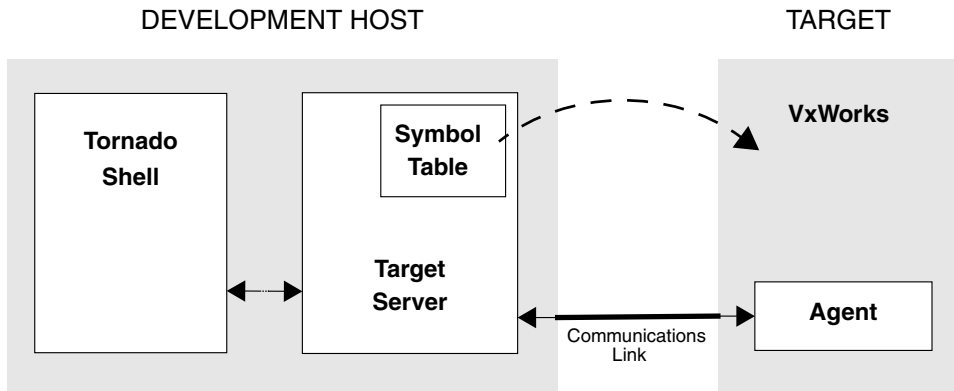 DEVELOPMENT HOST
TARGET
Tornado
Shell
Symbol
Table
Target
Server
VxWorks
Communications
Link
Agent